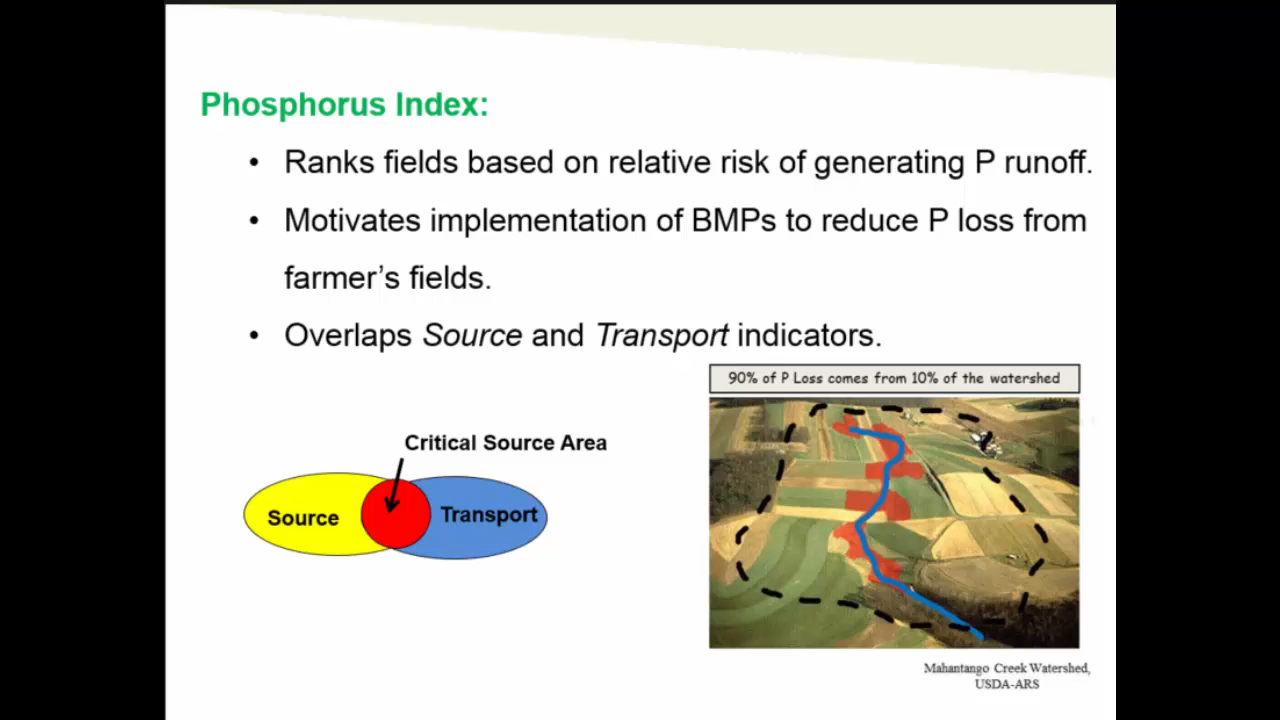 Phosphorus Index:
• Ranks fields based on relative risk of generating P runoff.
• Motivates implementation of BMPs to reduce P loss from
farmer's fields.
• Overlaps Source and Transport indicators.
90% of P Loss comes from 10% of the watershed
Critical Source Area
Source
Transport
Mahantango Creek Watershed,
USDA-ARS